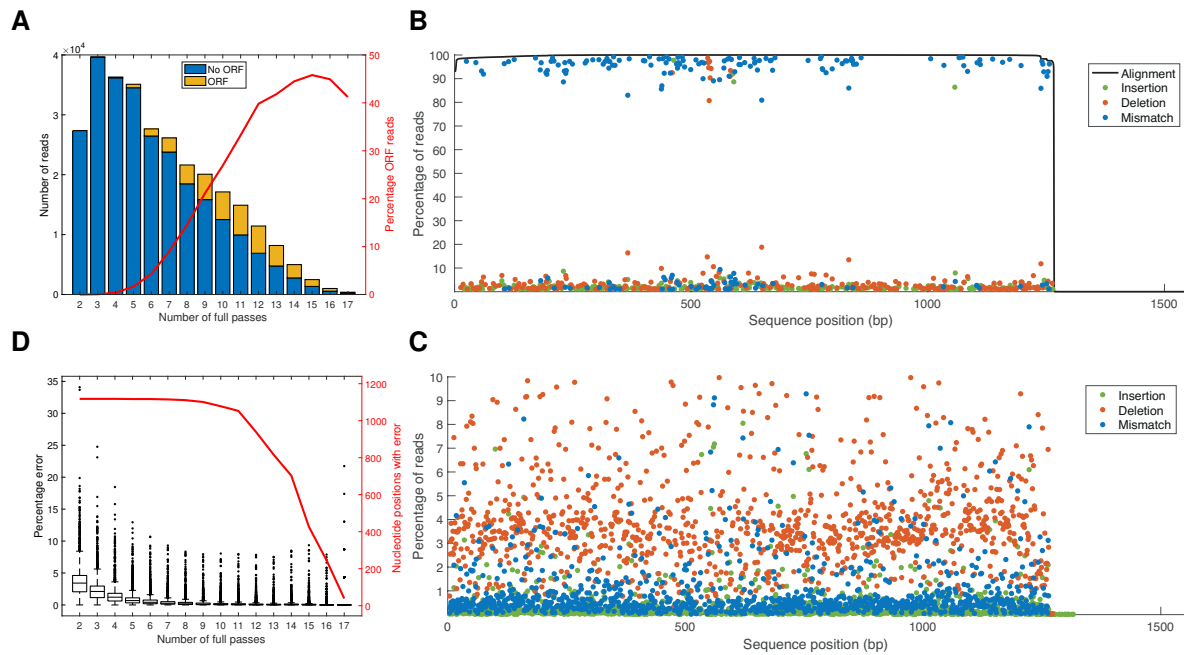 A
×10⁴
No ORF
ORF
Number of reads
4
3
2
1
0
50
40
30
20
10
0
Percentage ORF reads
2 3 4 5 6 7 8 9 10 11 12 13 14 15 16 17
Number of full passes
B
Percentage of reads
100
90
80
70
60
50
40
30
20
10
0 500 1000 1500
Sequence position (bp)
Alignment
Insertion
Deletion
Mismatch
D
Percentage error
35
30
25
20
15
10
5
0
1200
1000
800
600
400
200
0
Nucleotide positions with error
2 3 4 5 6 7 8 9 10 11 12 13 14 15 16 17
Number of full passes
C
Percentage of reads
10
9
8
7
6
5
4
3
2
1
0 500 1000 1500
Sequence position (bp)
Insertion
Deletion
Mismatch